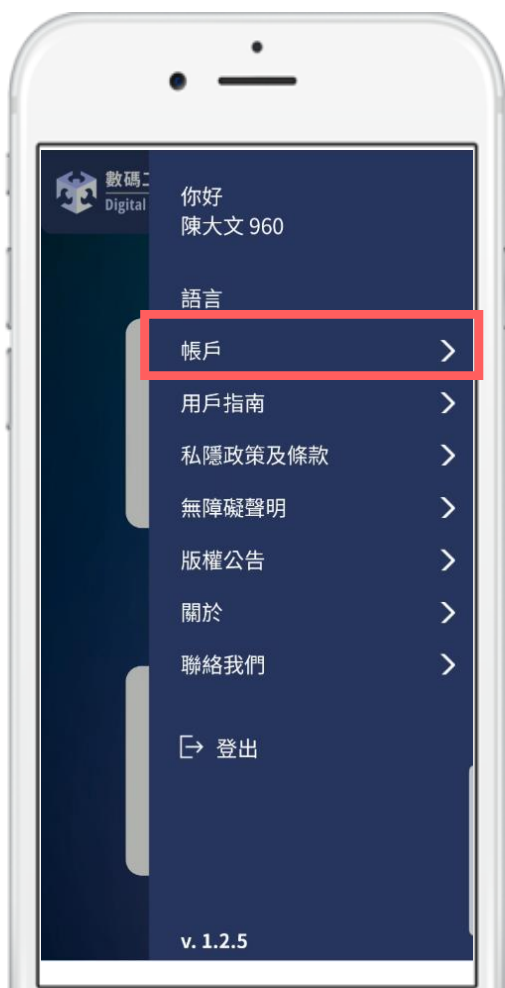 數碼
Digital
你好
陳大文 960
語言
帳戶
用戶指南
私隱政策及條款
無障礙聲明
版權公告
關於
聯絡我們
登出
v. 1.2.5